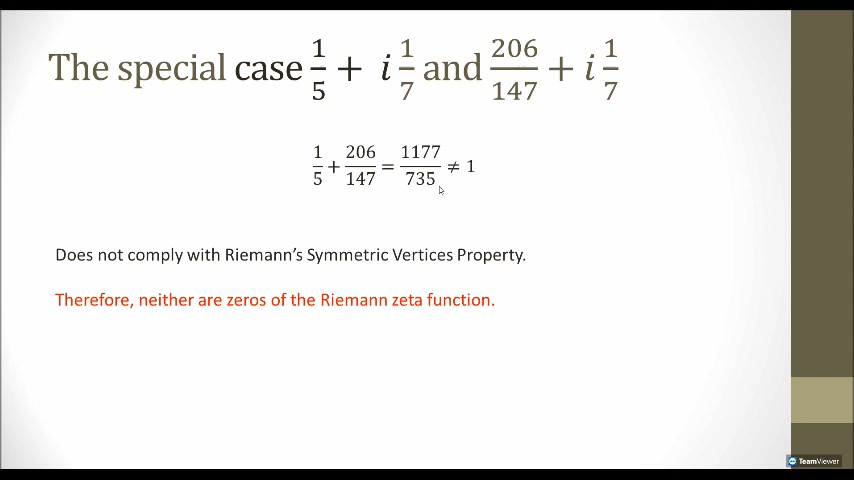 The special case 1/5 + i 1/7 and 206/147 + i 1/7
1/5 + 206/147 = 1177/735 ≠ 1
Does not comply with Riemann’s Symmetric Vertices Property.
Therefore, neither are zeros of the Riemann zeta function.
TeamViewer